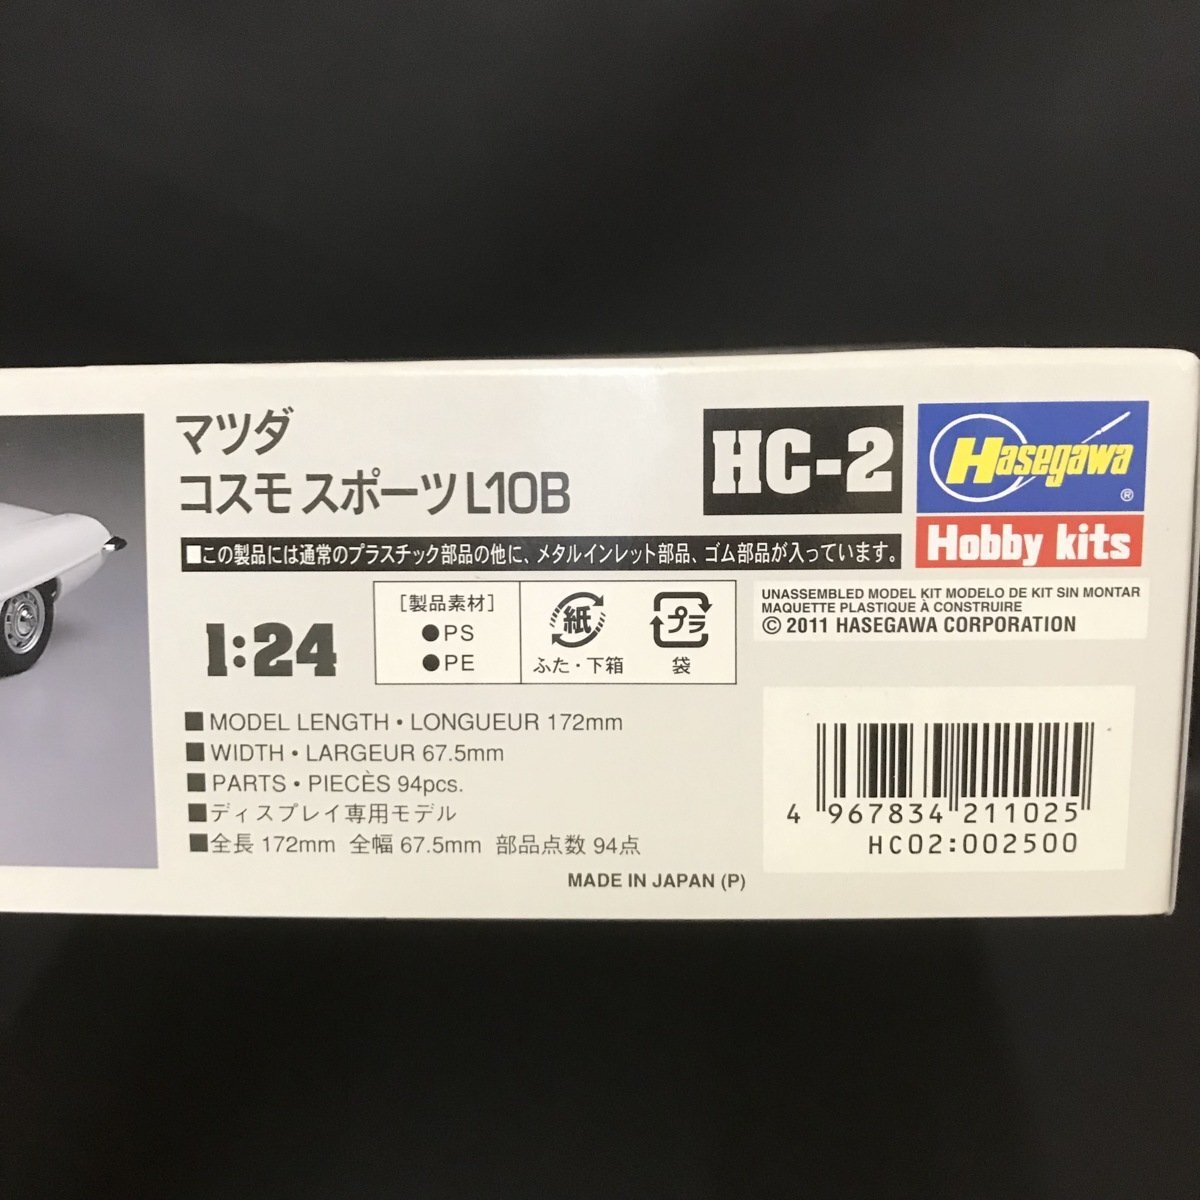 マツダ
コスモ スポーツ L10B
HC-2
Hasegawa
®
Hobby kits
■この製品には通常のプラスチック部品の他に、メタルインレット部品、ゴム部品が入っています。
1:24
[製品素材]
●PS
●PE
紙
ふた・下箱
プラ
袋
UNASSEMBLED MODEL KIT MODELO DE KIT SIN MONTAR
MAQUETTE PLASTIQUE À CONSTRUIRE
© 2011 HASEGAWA CORPORATION
■ MODEL LENGTH・LONGUEUR 172mm
■ WIDTH・LARGEUR 67.5mm
■ PARTS・PIECÈS 94pcs.
■ディスプレイ専用モデル
■全長 172mm 全幅 67.5mm 部品点数 94点
MADE IN JAPAN (P)
4 967834 211025
HC02:002500